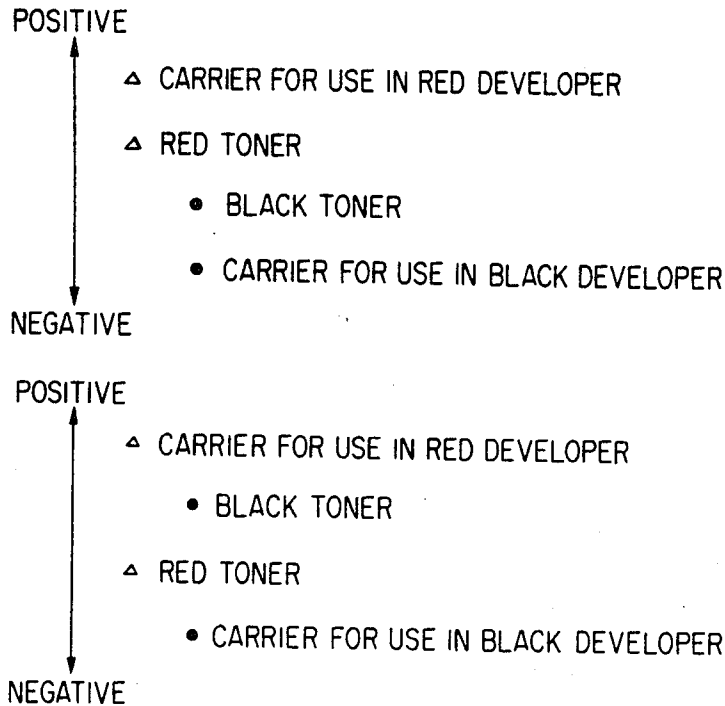 POSITIVE
△ CARRIER FOR USE IN RED DEVELOPER
△ RED TONER
● BLACK TONER
● CARRIER FOR USE IN BLACK DEVELOPER
NEGATIVE
POSITIVE
△ CARRIER FOR USE IN RED DEVELOPER
● BLACK TONER
△ RED TONER
● CARRIER FOR USE IN BLACK DEVELOPER
NEGATIVE